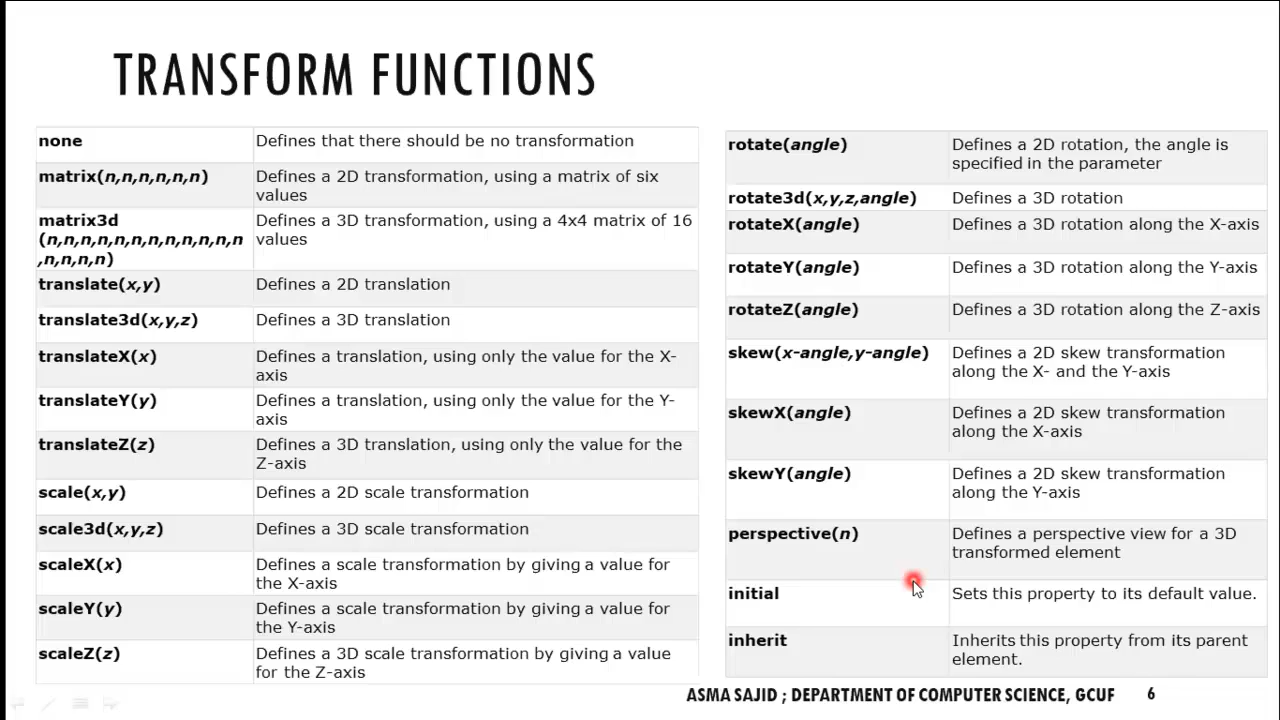 TRANSFORM FUNCTIONS
none Defines that there should be no transformation
matrix(n,n,n,n,n,n) Defines a 2D transformation, using a matrix of six
values
matrix3d Defines a 3D transformation, using a 4x4 matrix of 16
(n,n,n,n,n,n,n,n,n,n,n,n values
,n,n,n,n)
translate(x,y) Defines a 2D translation
translate3d(x,y,z) Defines a 3D translation
translateX(x) Defines a translation, using only the value for the X-
axis
translateY(y) Defines a translation, using only the value for the Y-
axis
translateZ(z) Defines a 3D translation, using only the value for the
Z-axis
scale(x,y) Defines a 2D scale transformation
scale3d(x,y,z) Defines a 3D scale transformation
scaleX(x) Defines a scale transformation by giving a value for
the X-axis
scaleY(y) Defines a scale transformation by giving a value for
the Y-axis
scaleZ(z) Defines a 3D scale transformation by giving a value
for the Z-axis
rotate(angle) Defines a 2D rotation, the angle is
specified in the parameter
rotate3d(x,y,z,angle) Defines a 3D rotation
rotateX(angle) Defines a 3D rotation along the X-axis
rotateY(angle) Defines a 3D rotation along the Y-axis
rotateZ(angle) Defines a 3D rotation along the Z-axis
skew(x-angle,y-angle) Defines a 2D skew transformation
along the X- and the Y-axis
skewX(angle) Defines a 2D skew transformation
along the X-axis
skewY(angle) Defines a 2D skew transformation
along the Y-axis
perspective(n) Defines a perspective view for a 3D
transformed element
initial Sets this property to its default value.
inherit Inherits this property from its parent
element.
ASMA SAJID ; DEPARTMENT OF COMPUTER SCIENCE, GCUF 6